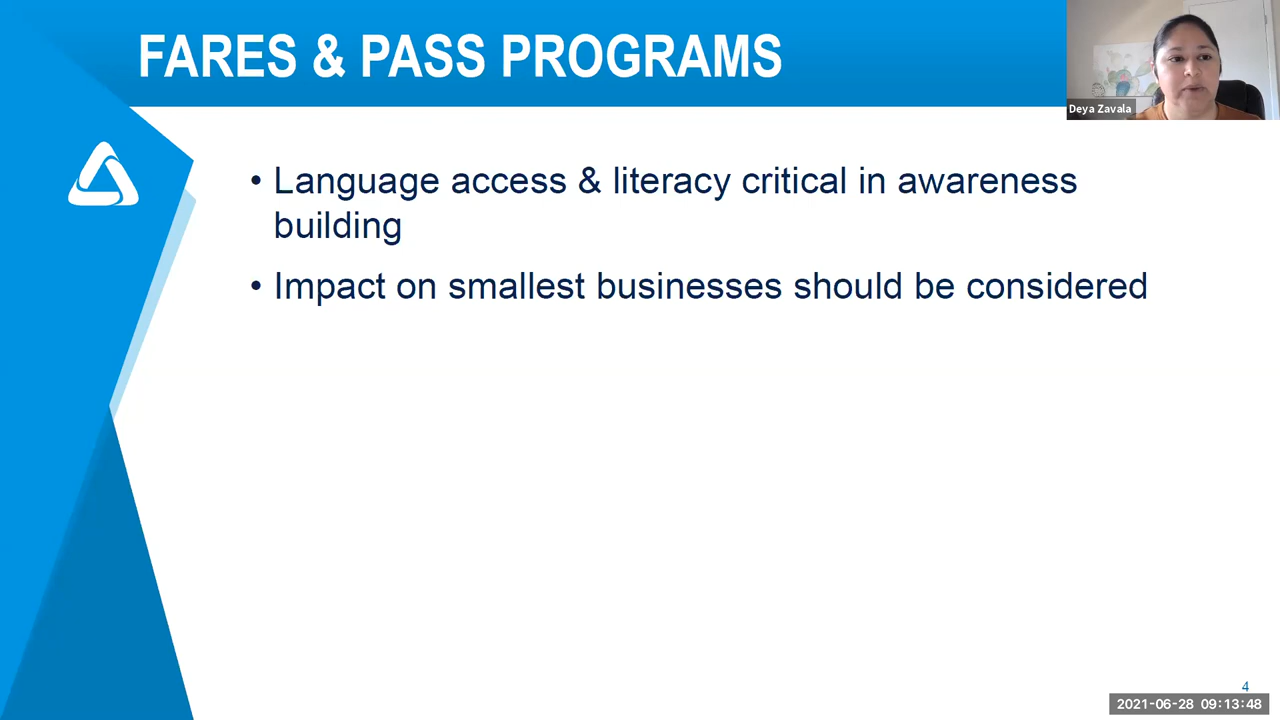 FARES & PASS PROGRAMS
Deya Zavala
• Language access & literacy critical in awareness
building
• Impact on smallest businesses should be considered
4
2021-06-28 09:13:48